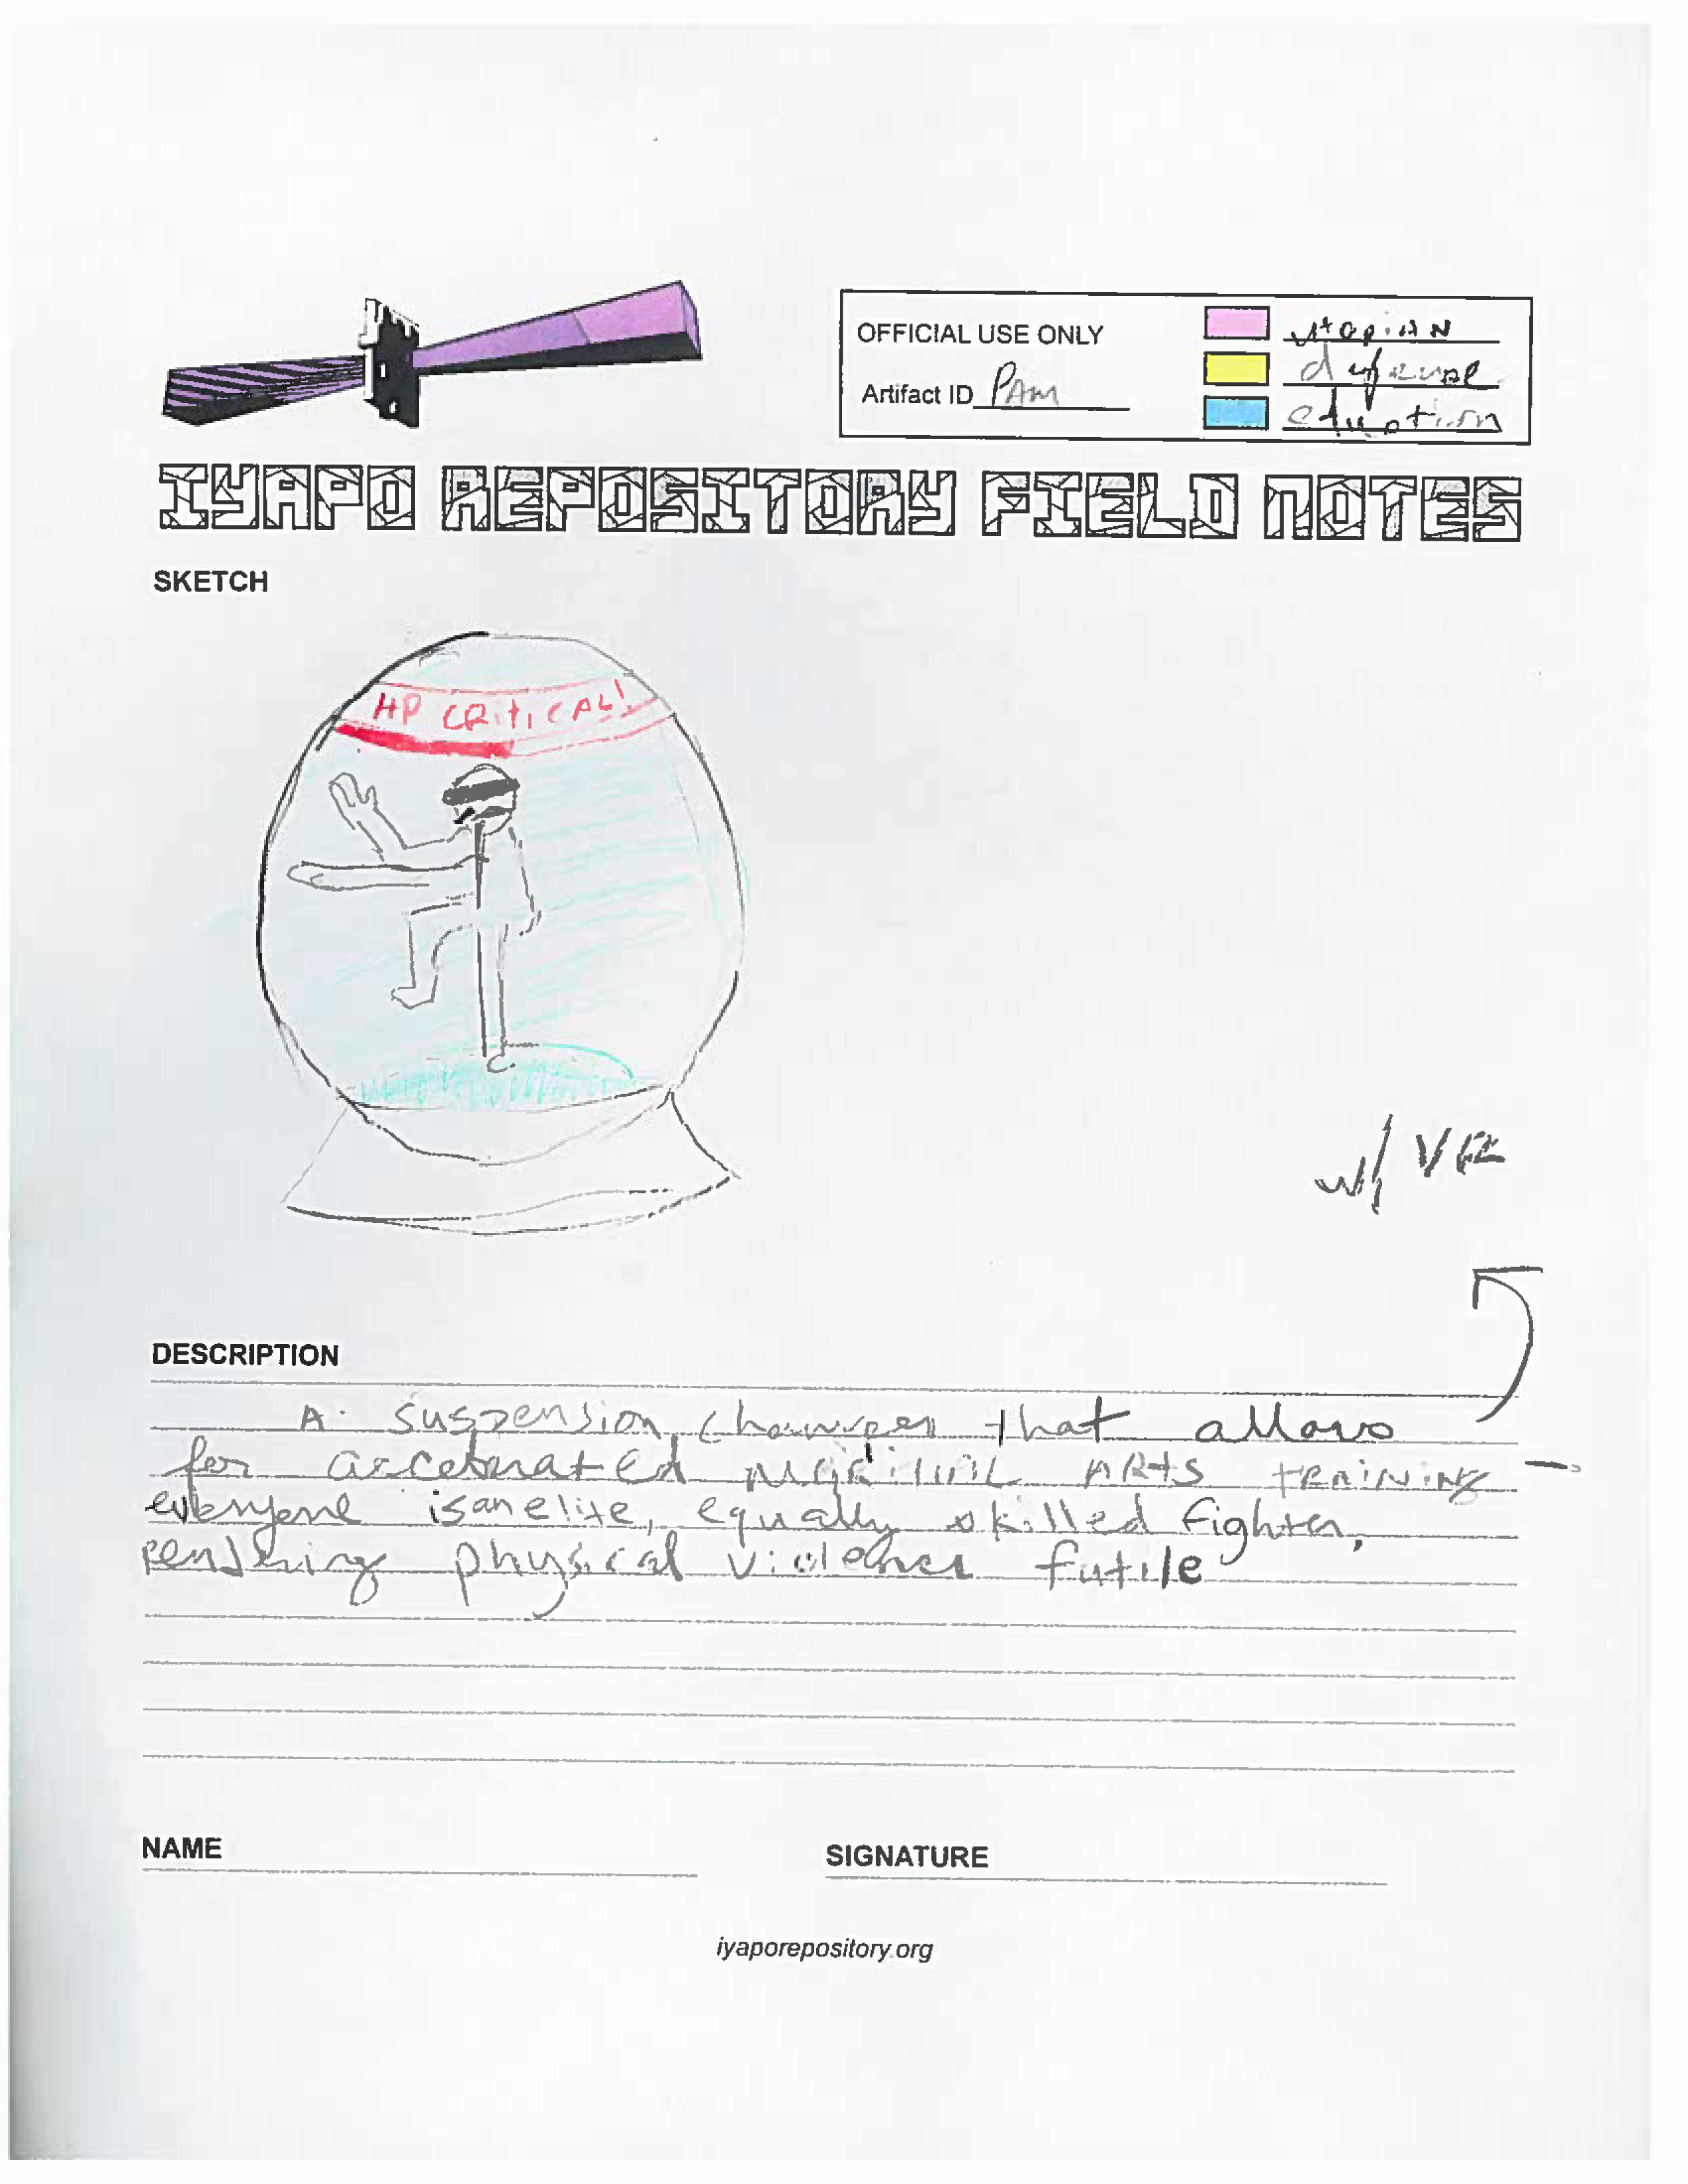 OFFICIAL USE ONLY
Artifact ID PAM
utopian
education
IYAPO REPOSITORY FIELD NOTES
SKETCH
HP CRITICAL!
w/ VR
DESCRIPTION
A suspension chamber that allows
for accelerated MARTIAL ARTS TRAINING →
everyone is an elite, equally skilled fighter,
rendering physical violence futile
NAME
SIGNATURE
iyaporepository.org